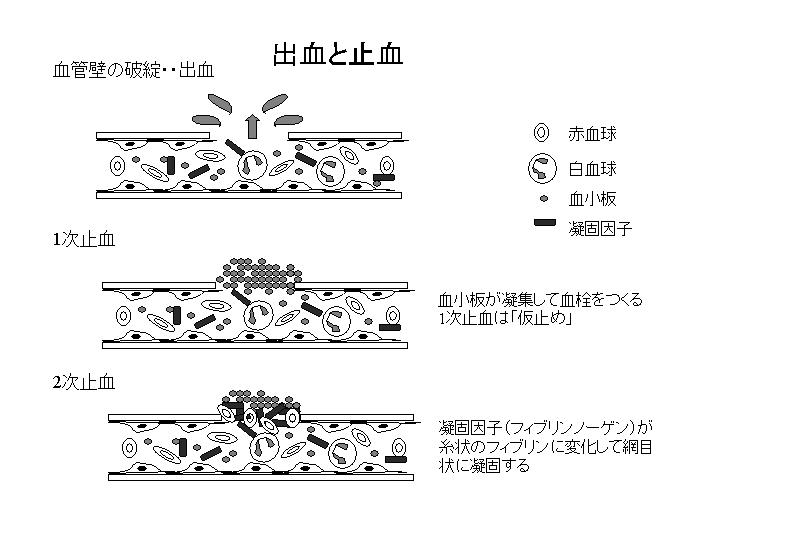 出血と止血
血管壁の破綻・・出血
赤血球
白血球
血小板
凝固因子
1次止血
血小板が凝集して血栓をつくる
1次止血は「仮止め」
2次止血
凝固因子(フィブリンノーゲン)が
糸状のフィブリンに変化して網目
状に凝固する